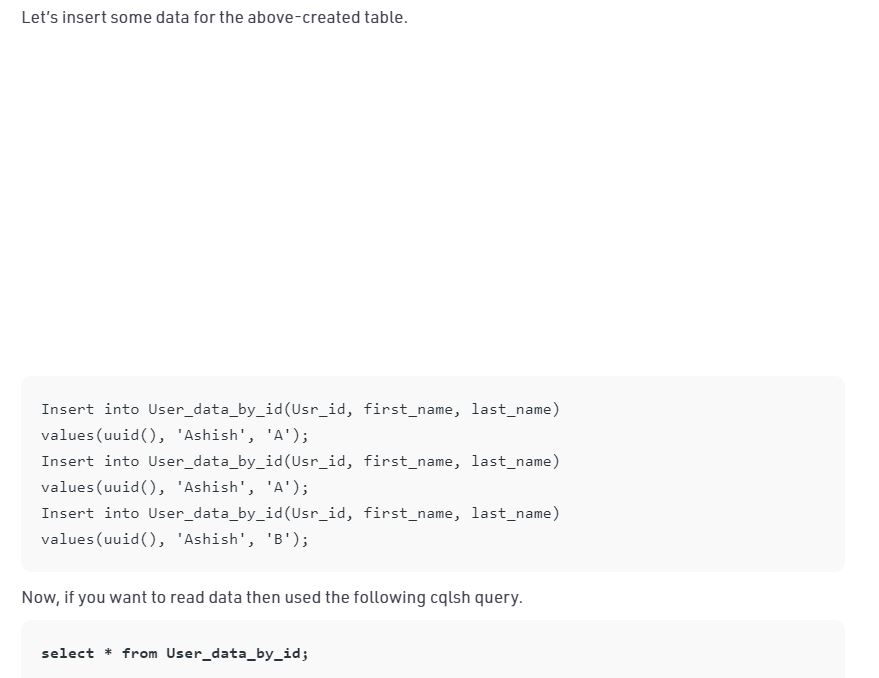 Let’s insert some data for the above-created table.
Insert into User_data_by_id(Usr_id, first_name, last_name)
values(uuid(), 'Ashish', 'A');
Insert into User_data_by_id(Usr_id, first_name, last_name)
values(uuid(), 'Ashish', 'A');
Insert into User_data_by_id(Usr_id, first_name, last_name)
values(uuid(), 'Ashish', 'B');
Now, if you want to read data then used the following cqlsh query.
select * from User_data_by_id;